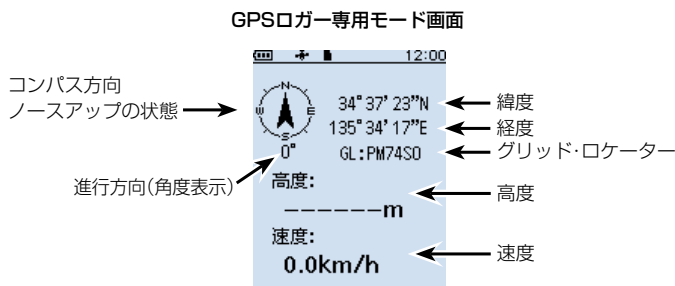 GPSロガー専用モード画面
12:00
コンパス方向
ノースアップの状態
N
W
E
S
34°37'23"N
緯度
135°34'17"E
経度
0°
GL:PM74SO
グリッド・ロケーター
進行方向(角度表示)
高度:
------m
高度
速度:
0.0km/h
速度